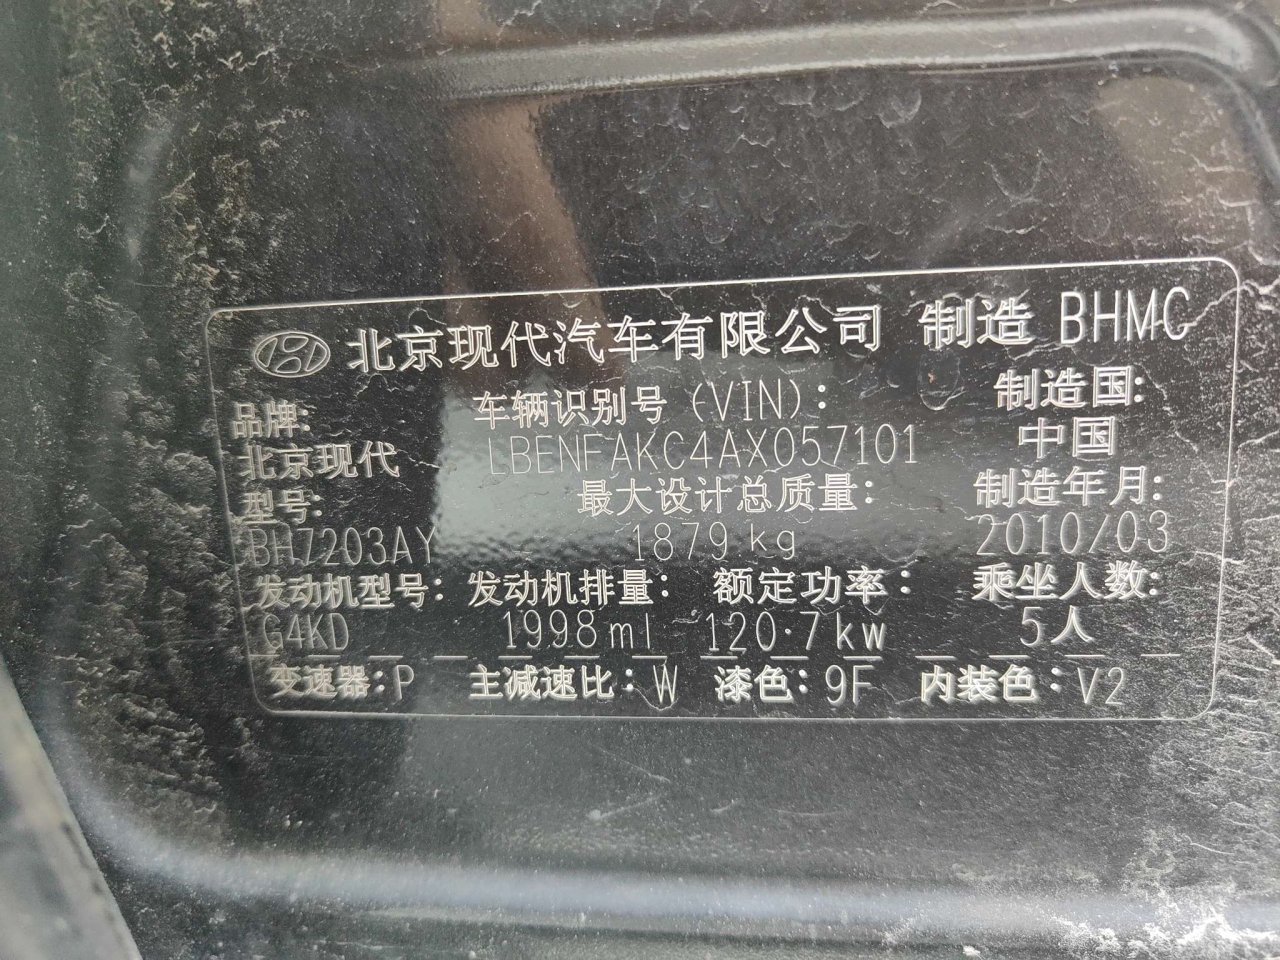 北京现代汽车有限公司 制造 BHMC
品牌: 车辆识别号 (VIN): 制造国:
北京现代 LBENFAKC4AX057101 中国
型号: 最大设计总质量: 制造年月:
BH7203AY 1879kg 2010/03
发动机型号: 发动机排量: 额定功率: 乘坐人数:
G4KD 1998ml 120.7kw 5人
变速器:P 主减速比:W 漆色:9F 内装色:V2